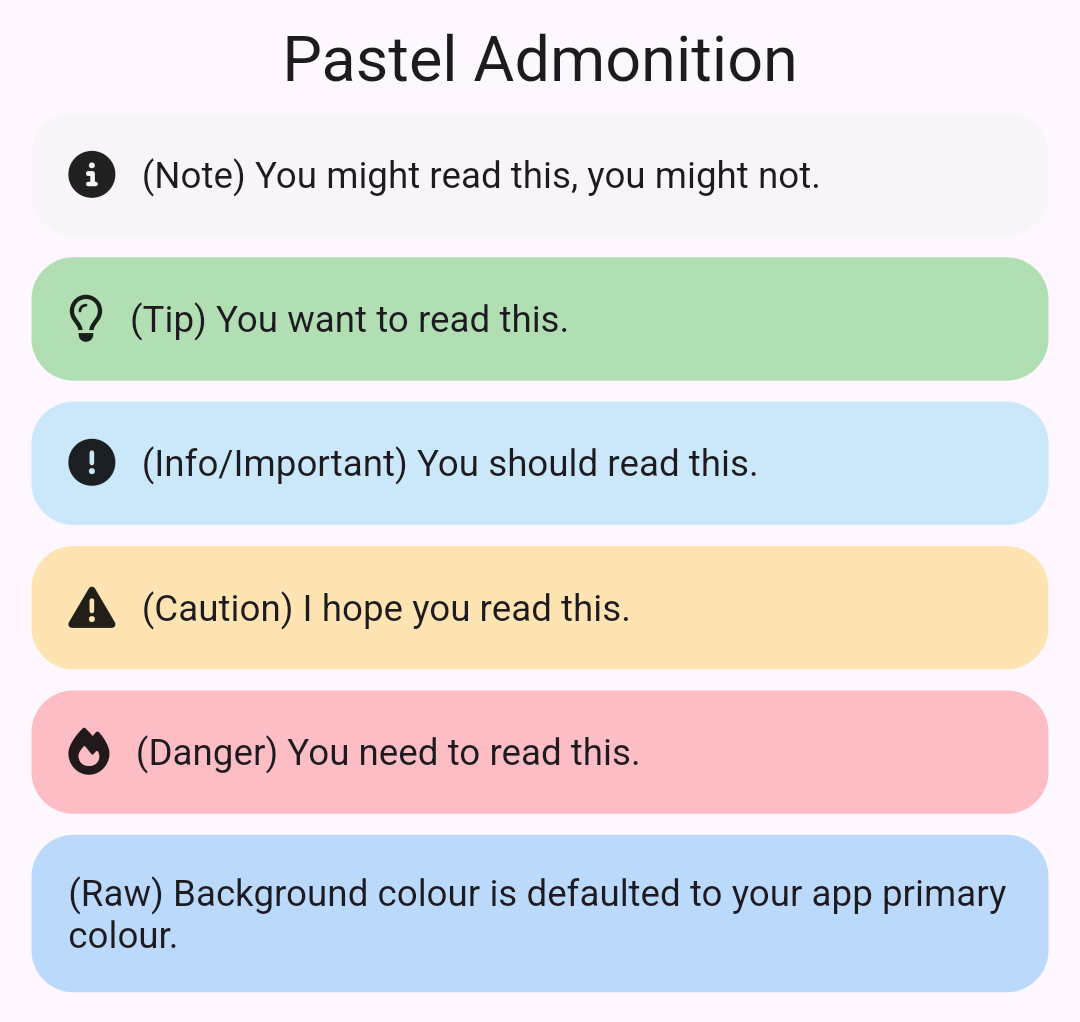 Pastel Admonition
(Note) You might read this, you might not.
(Tip) You want to read this.
(Info/Important) You should read this.
(Caution) I hope you read this.
(Danger) You need to read this.
(Raw) Background colour is defaulted to your app primary
colour.